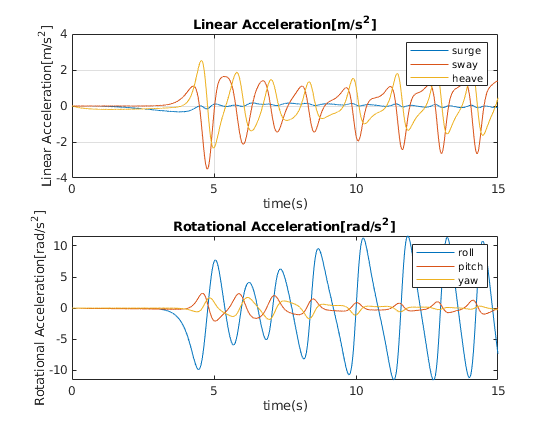 Linear Acceleration[m/s²]
Linear Acceleration[m/s²]
4
2
0
-2
-4
surge
sway
heave
0
5
10
15
time(s)
Rotational Acceleration[rad/s²]
Rotational Acceleration[rad/s²]
10
5
0
-5
-10
roll
pitch
yaw
0
5
10
15
time(s)